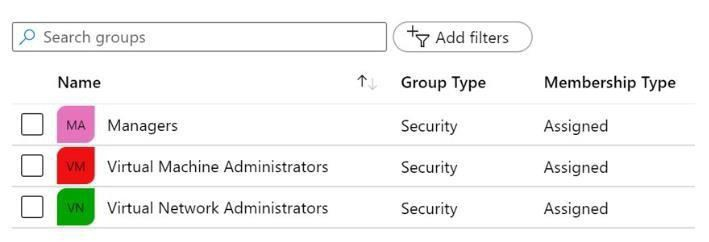 Search groups Add filters
Name Group Type Membership Type
MA Managers Security Assigned
VM Virtual Machine Administrators Security Assigned
VN Virtual Network Administrators Security Assigned